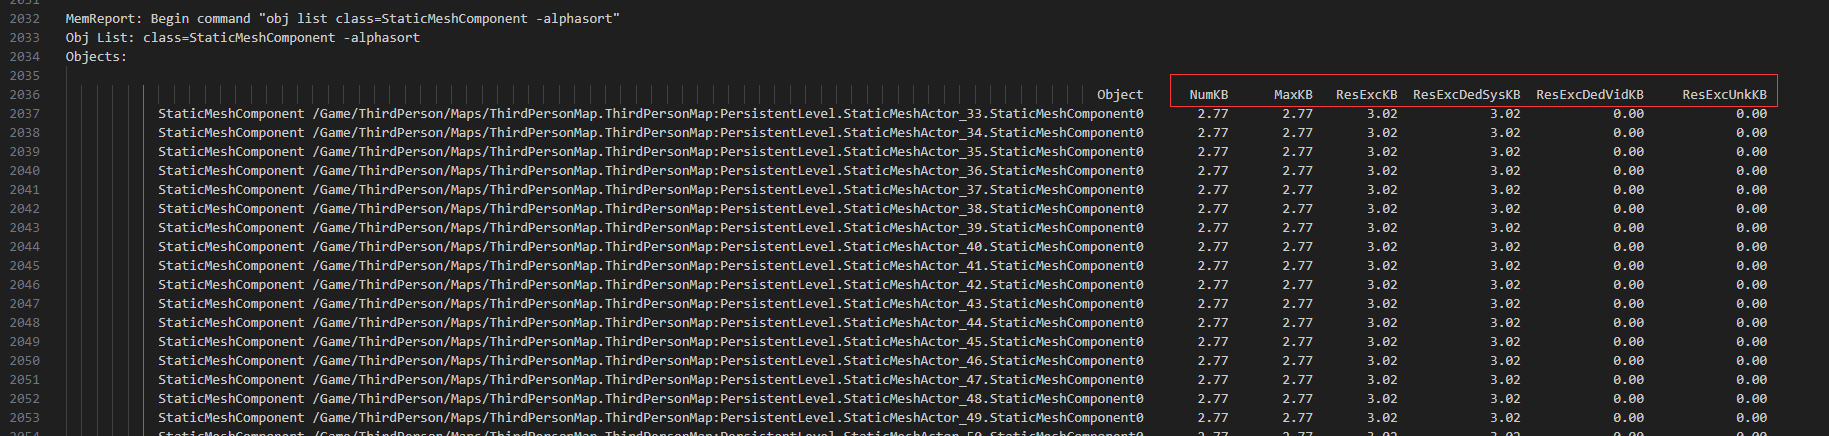 2031
2032 MemReport: Begin command "obj list class=StaticMeshComponent -alphasort"
2033 Obj List: class=StaticMeshComponent -alphasort
2034 Objects:
2035
2036 Object NumKB MaxKB ResExcKB ResExcDedSysKB ResExcDedVidKB ResExcUnkKB
2037 StaticMeshComponent /Game/ThirdPerson/Maps/ThirdPersonMap.ThirdPersonMap:PersistentLevel.StaticMeshActor_33.StaticMeshComponent0 2.77 2.77 3.02 3.02 0.00 0.00
2038 StaticMeshComponent /Game/ThirdPerson/Maps/ThirdPersonMap.ThirdPersonMap:PersistentLevel.StaticMeshActor_34.StaticMeshComponent0 2.77 2.77 3.02 3.02 0.00 0.00
2039 StaticMeshComponent /Game/ThirdPerson/Maps/ThirdPersonMap.ThirdPersonMap:PersistentLevel.StaticMeshActor_35.StaticMeshComponent0 2.77 2.77 3.02 3.02 0.00 0.00
2040 StaticMeshComponent /Game/ThirdPerson/Maps/ThirdPersonMap.ThirdPersonMap:PersistentLevel.StaticMeshActor_36.StaticMeshComponent0 2.77 2.77 3.02 3.02 0.00 0.00
2041 StaticMeshComponent /Game/ThirdPerson/Maps/ThirdPersonMap.ThirdPersonMap:PersistentLevel.StaticMeshActor_37.StaticMeshComponent0 2.77 2.77 3.02 3.02 0.00 0.00
2042 StaticMeshComponent /Game/ThirdPerson/Maps/ThirdPersonMap.ThirdPersonMap:PersistentLevel.StaticMeshActor_38.StaticMeshComponent0 2.77 2.77 3.02 3.02 0.00 0.00
2043 StaticMeshComponent /Game/ThirdPerson/Maps/ThirdPersonMap.ThirdPersonMap:PersistentLevel.StaticMeshActor_39.StaticMeshComponent0 2.77 2.77 3.02 3.02 0.00 0.00
2044 StaticMeshComponent /Game/ThirdPerson/Maps/ThirdPersonMap.ThirdPersonMap:PersistentLevel.StaticMeshActor_40.StaticMeshComponent0 2.77 2.77 3.02 3.02 0.00 0.00
2045 StaticMeshComponent /Game/ThirdPerson/Maps/ThirdPersonMap.ThirdPersonMap:PersistentLevel.StaticMeshActor_41.StaticMeshComponent0 2.77 2.77 3.02 3.02 0.00 0.00
2046 StaticMeshComponent /Game/ThirdPerson/Maps/ThirdPersonMap.ThirdPersonMap:PersistentLevel.StaticMeshActor_42.StaticMeshComponent0 2.77 2.77 3.02 3.02 0.00 0.00
2047 StaticMeshComponent /Game/ThirdPerson/Maps/ThirdPersonMap.ThirdPersonMap:PersistentLevel.StaticMeshActor_43.StaticMeshComponent0 2.77 2.77 3.02 3.02 0.00 0.00
2048 StaticMeshComponent /Game/ThirdPerson/Maps/ThirdPersonMap.ThirdPersonMap:PersistentLevel.StaticMeshActor_44.StaticMeshComponent0 2.77 2.77 3.02 3.02 0.00 0.00
2049 StaticMeshComponent /Game/ThirdPerson/Maps/ThirdPersonMap.ThirdPersonMap:PersistentLevel.StaticMeshActor_45.StaticMeshComponent0 2.77 2.77 3.02 3.02 0.00 0.00
2050 StaticMeshComponent /Game/ThirdPerson/Maps/ThirdPersonMap.ThirdPersonMap:PersistentLevel.StaticMeshActor_46.StaticMeshComponent0 2.77 2.77 3.02 3.02 0.00 0.00
2051 StaticMeshComponent /Game/ThirdPerson/Maps/ThirdPersonMap.ThirdPersonMap:PersistentLevel.StaticMeshActor_47.StaticMeshComponent0 2.77 2.77 3.02 3.02 0.00 0.00
2052 StaticMeshComponent /Game/ThirdPerson/Maps/ThirdPersonMap.ThirdPersonMap:PersistentLevel.StaticMeshActor_48.StaticMeshComponent0 2.77 2.77 3.02 3.02 0.00 0.00
2053 StaticMeshComponent /Game/ThirdPerson/Maps/ThirdPersonMap.ThirdPersonMap:PersistentLevel.StaticMeshActor_49.StaticMeshComponent0 2.77 2.77 3.02 3.02 0.00 0.00